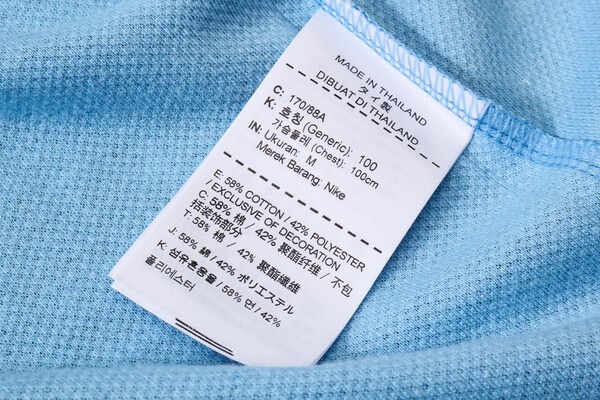 MADE IN THAILAND
タイ製
DIBUAT DI THAILAND
C: 170/88A
K: 호칭 (Generic): 100
가슴둘레 (Chest): 100cm
IN: Ukuran: M
Merek Barang: Nike
E: 58% COTTON / 42% POLYESTER
/ EXCLUSIVE OF DECORATION
C: 58% 棉 / 42% 聚酯纤维 / 不包
括装饰部分
T: 58% 棉 / 42% 聚酯纖維
J: 58% 綿 / 42% ポリエステル
K: 섬유혼용율 / 58% 면 / 42%
폴리에스터